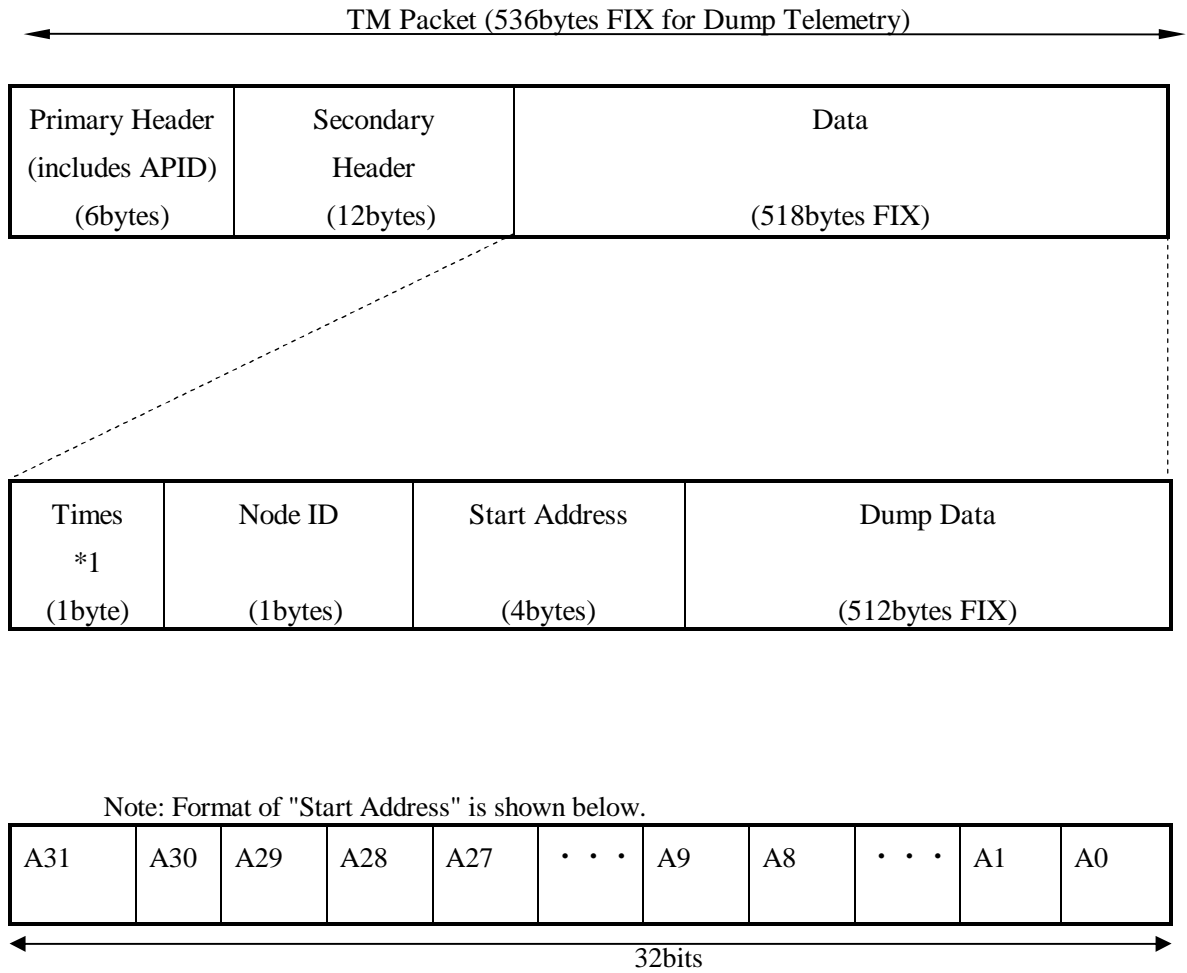 TM Packet (536bytes FIX for Dump Telemetry)
Primary Header
(includes APID)
(6bytes)
Secondary
Header
(12bytes)
Data
(518bytes FIX)
Times
*1
(1byte)
Node ID
(1bytes)
Start Address
(4bytes)
Dump Data
(512bytes FIX)
Note: Format of "Start Address" is shown below.
A31 A30 A29 A28 A27 ・・・ A9 A8 ・・・ A1 A0
32bits